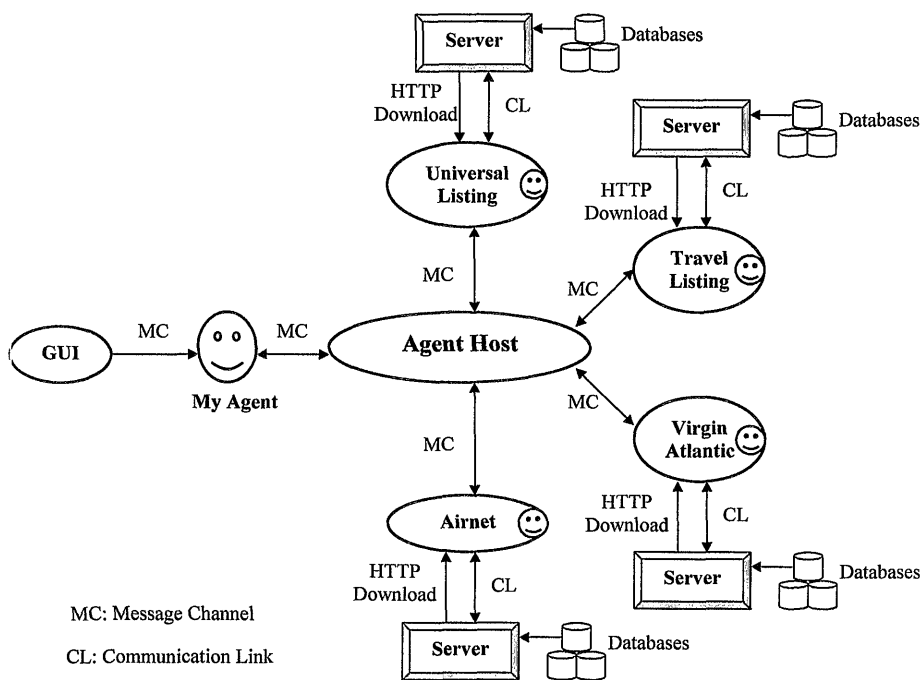 Server
Databases
HTTP
Download
CL
Server
Databases
Universal
Listing
HTTP
Download
CL
MC
Travel
Listing
MC
GUI
MC
MC
Agent Host
My Agent
MC
MC
Virgin
Atlantic
Airnet
HTTP
Download
CL
HTTP
Download
CL
Server
Databases
MC: Message Channel
CL: Communication Link
Server
Databases